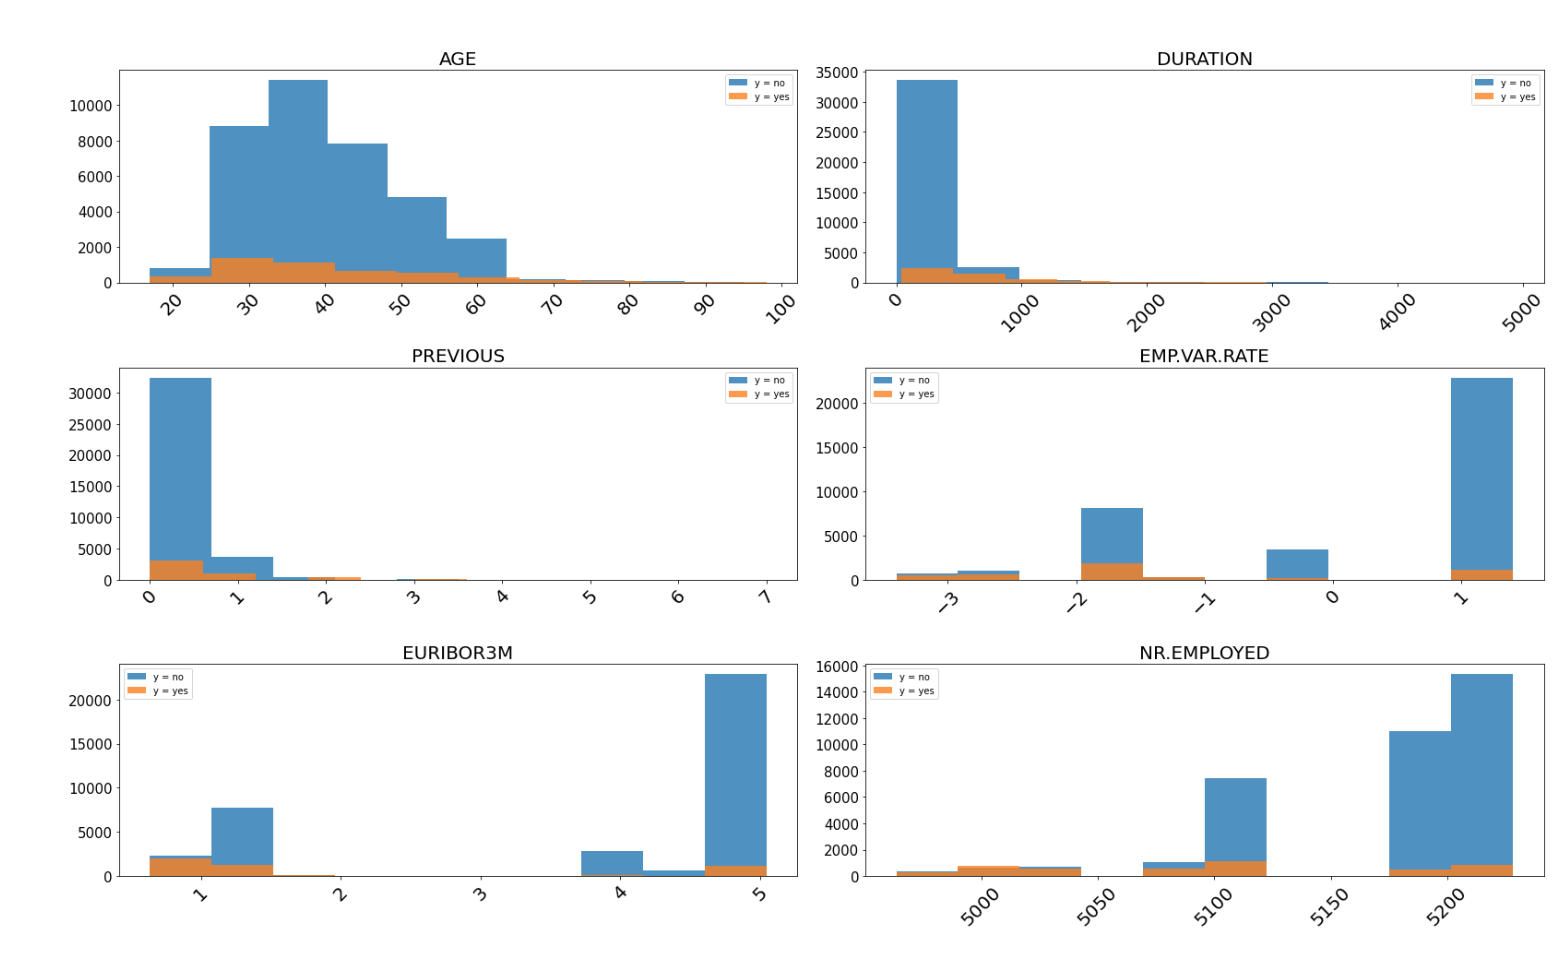 AGE
y = no
y = yes
10000
8000
6000
4000
2000
0
20 30 40 50 60 70 80 90 100
DURATION
y = no
y = yes
35000
30000
25000
20000
15000
10000
5000
0
0 1000 2000 3000 4000 5000
PREVIOUS
y = no
y = yes
30000
25000
20000
15000
10000
5000
0
0 1 2 3 4 5 6 7
EMP.VAR.RATE
y = no
y = yes
20000
15000
10000
5000
0
−3 −2 −1 0 1
EURIBOR3M
y = no
y = yes
20000
15000
10000
5000
0
1 2 3 4 5
NR.EMPLOYED
y = no
y = yes
16000
14000
12000
10000
8000
6000
4000
2000
0
5000 5050 5100 5150 5200